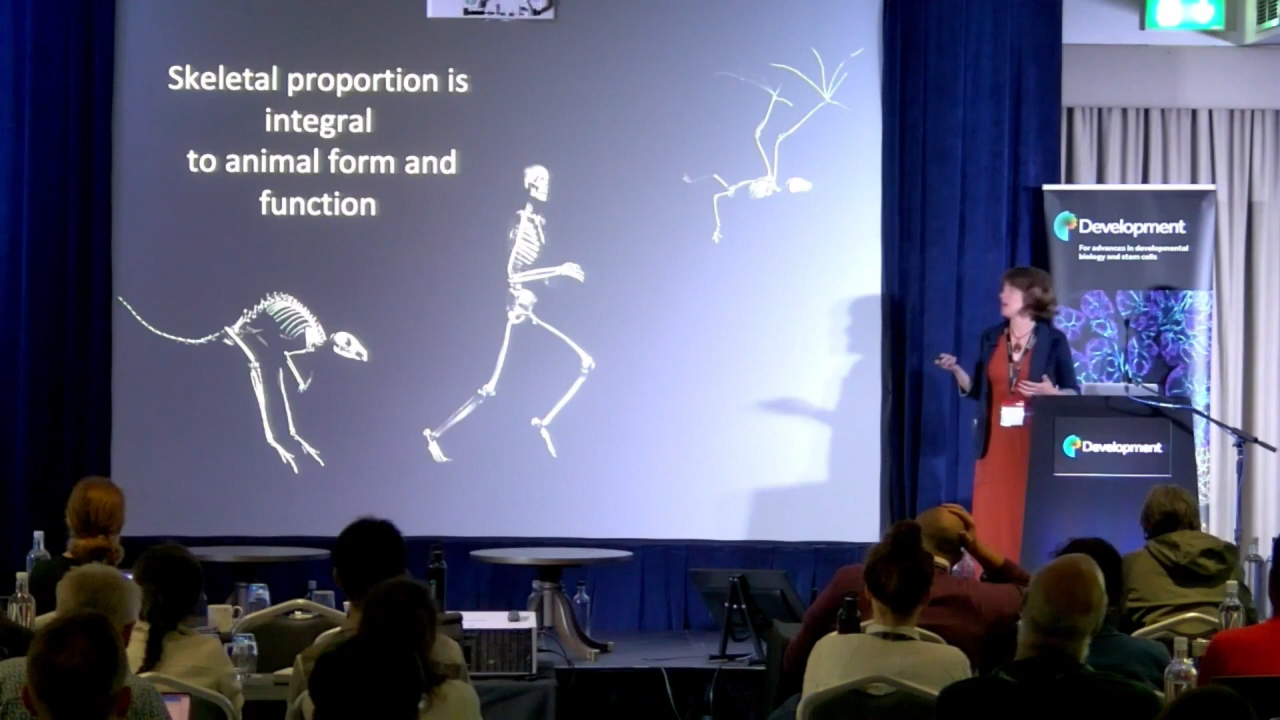 Skeletal proportion is
integral
to animal form and
function
Development
For advances in developmental
biology and stem cells
Development